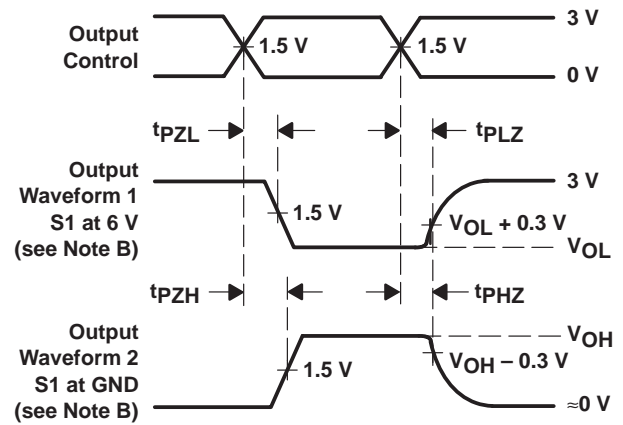 Output
Control
1.5 V
1.5 V
3 V
0 V
tPZL
tPLZ
Output
Waveform 1
S1 at 6 V
(see Note B)
1.5 V
3 V
VOL + 0.3 V
VOL
tPZH
tPHZ
Output
Waveform 2
S1 at GND
(see Note B)
1.5 V
VOH
VOH – 0.3 V
≈0 V